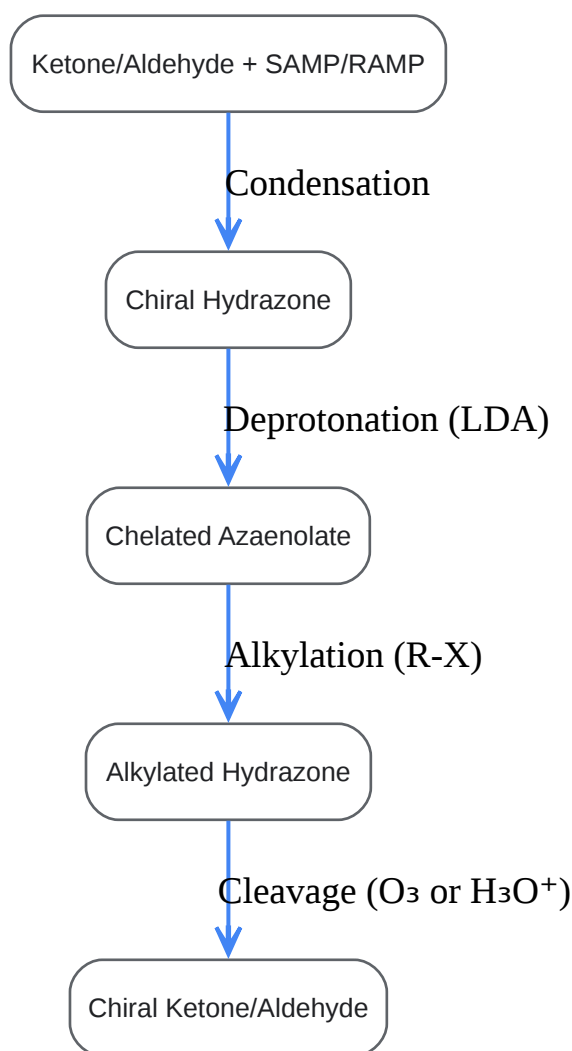 Ketone/Aldehyde + SAMP/RAMP
Condensation
Chiral Hydrazone
Deprotonation (LDA)
Chelated Azaenolate
Alkylation (R-X)
Alkylated Hydrazone
Cleavage (O₃ or H₃O⁺)
Chiral Ketone/Aldehyde